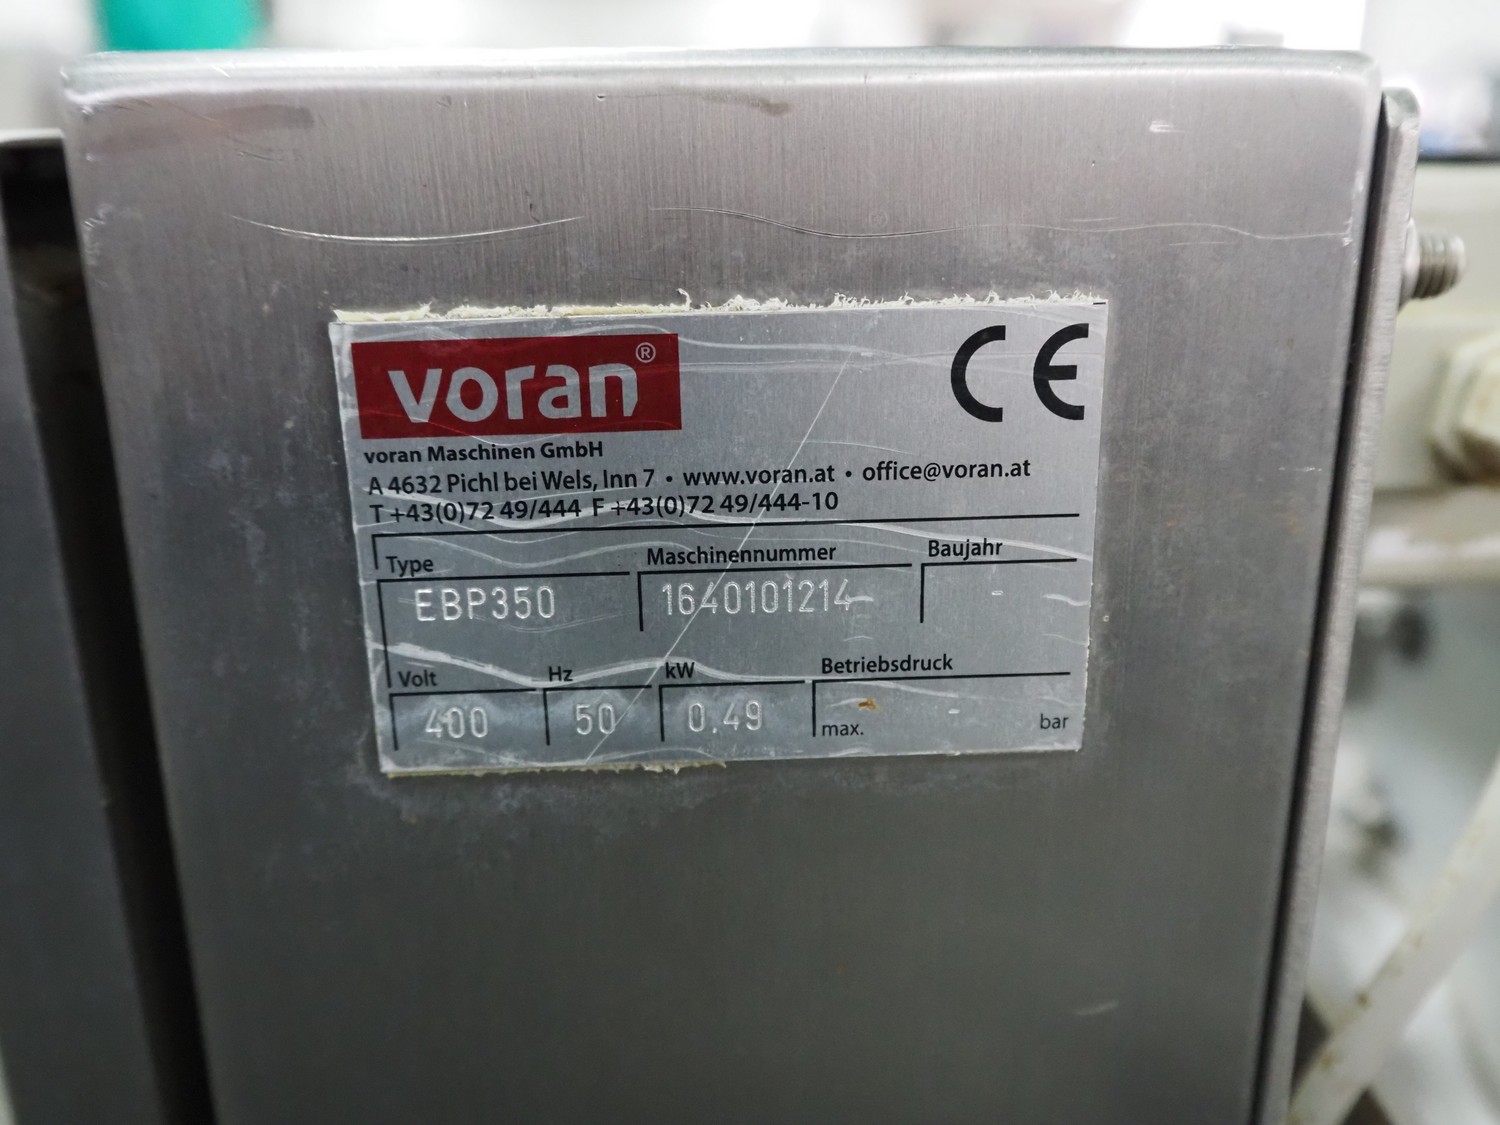 voran®
CE
voran Maschinen GmbH
A 4632 Pichl bei Wels, Inn 7 • www.voran.at • office@voran.at
T +43(0)72 49/444 F +43(0)72 49/444-10
Type Maschinennummer Baujahr
EBP350 1640101214 -
Volt Hz kW Betriebsdruck
400 50 0.49 max. - bar